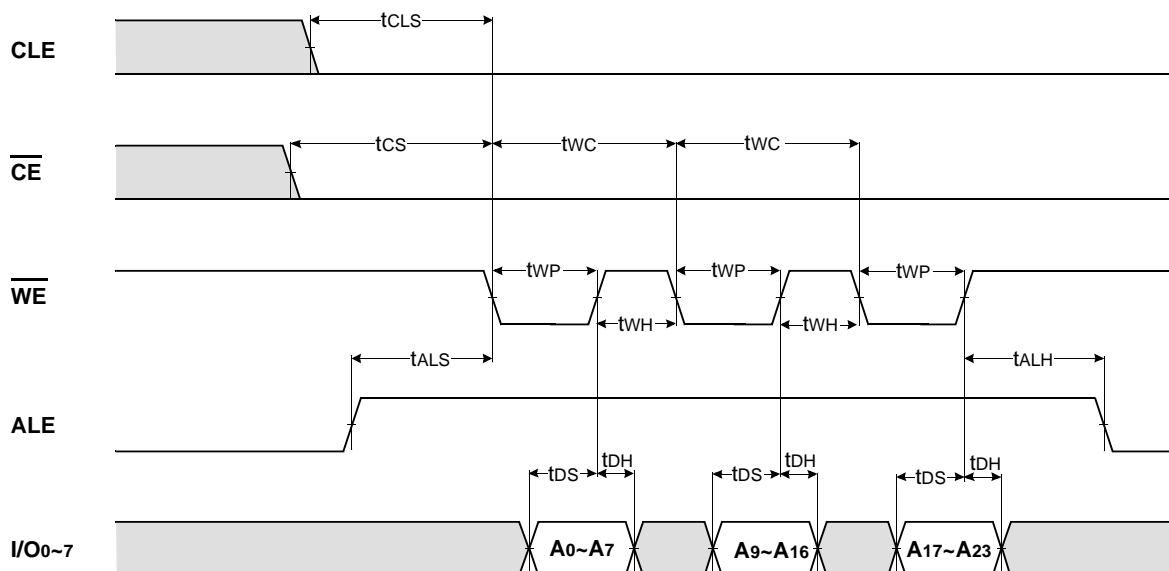 tCLS
CLE
tCS tWC tWC
CE
tWP tWP tWP
WE
tWH tWH
tALS tALH
ALE
tDS tDH tDS tDH tDS tDH
I/O0~7 A0~A7 A9~A16 A17~A23